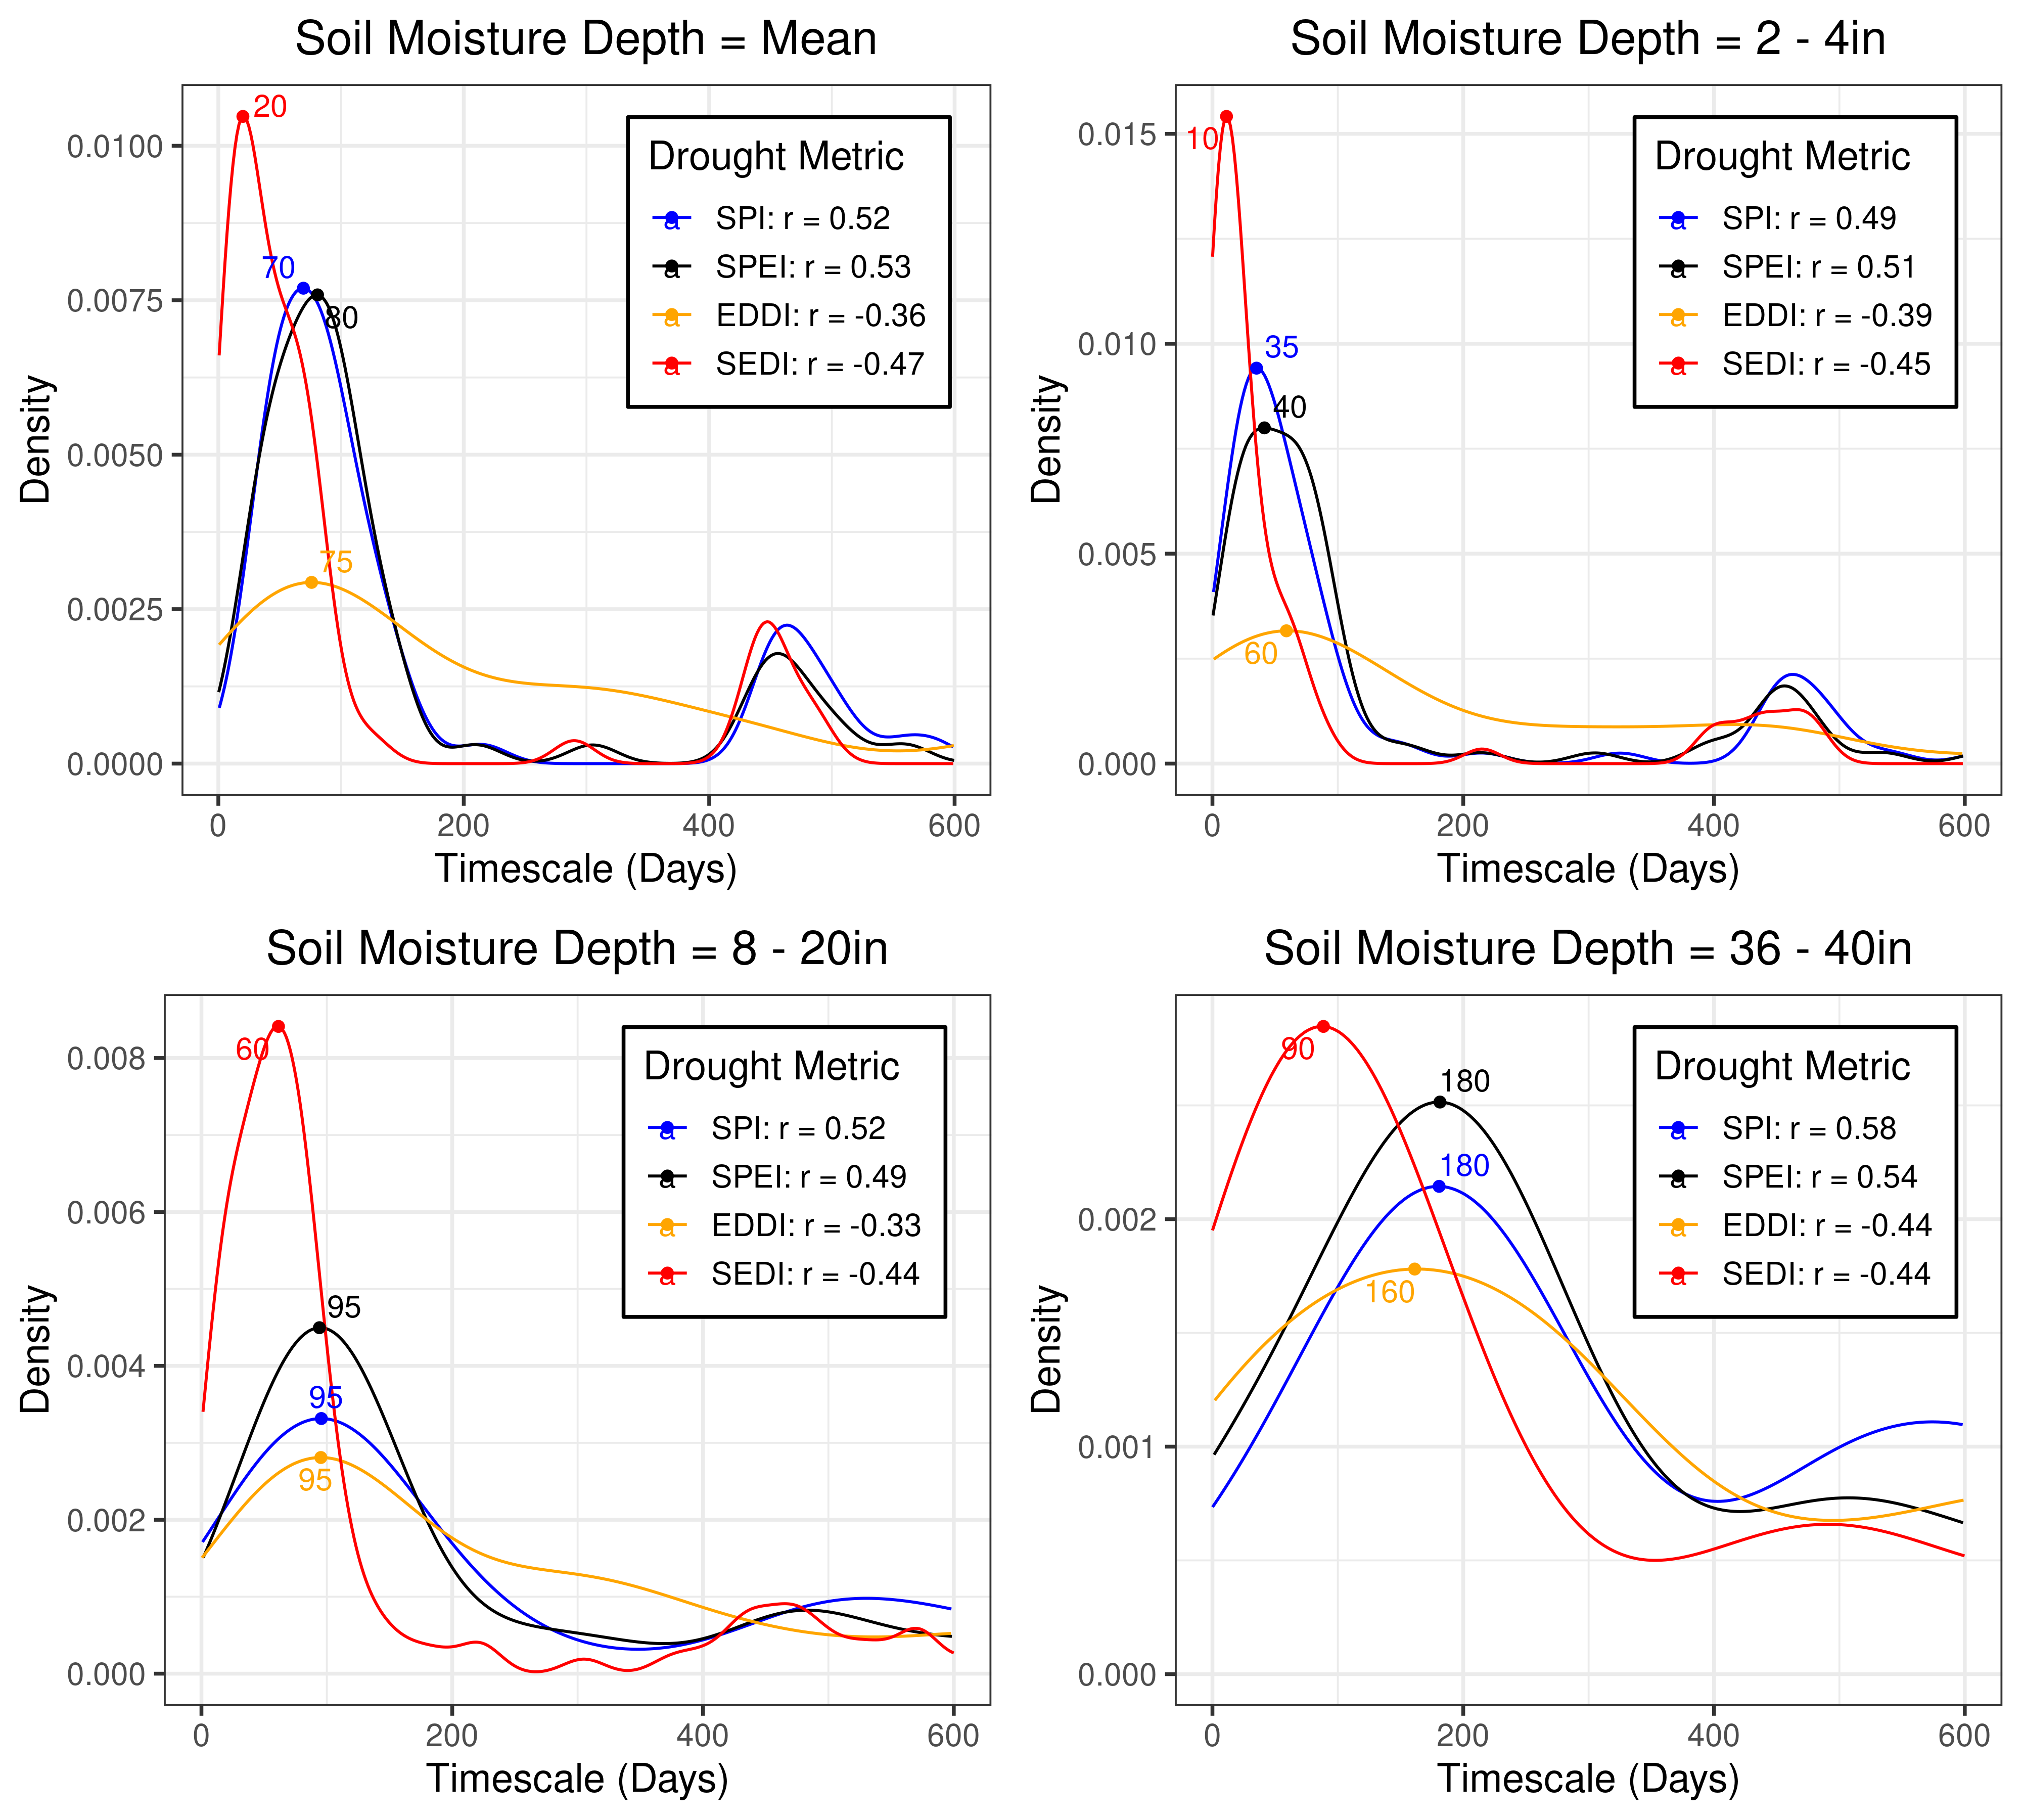 Soil Moisture Depth = Mean
20
70
80
75
Drought Metric
a SPI: r = 0.52
a SPEI: r = 0.53
a EDDI: r = -0.36
a SEDI: r = -0.47
0.0100
0.0075
0.0050
0.0025
0.0000
Density
0 200 400 600
Timescale (Days)
Soil Moisture Depth = 2 - 4in
10
35
40
60
Drought Metric
a SPI: r = 0.49
a SPEI: r = 0.51
a EDDI: r = -0.39
a SEDI: r = -0.45
0.015
0.010
0.005
0.000
Density
0 200 400 600
Timescale (Days)
Soil Moisture Depth = 8 - 20in
60
95
95
95
Drought Metric
a SPI: r = 0.52
a SPEI: r = 0.49
a EDDI: r = -0.33
a SEDI: r = -0.44
0.008
0.006
0.004
0.002
0.000
Density
0 200 400 600
Timescale (Days)
Soil Moisture Depth = 36 - 40in
90
180
180
160
Drought Metric
a SPI: r = 0.58
a SPEI: r = 0.54
a EDDI: r = -0.44
a SEDI: r = -0.44
0.002
0.001
0.000
Density
0 200 400 600
Timescale (Days)